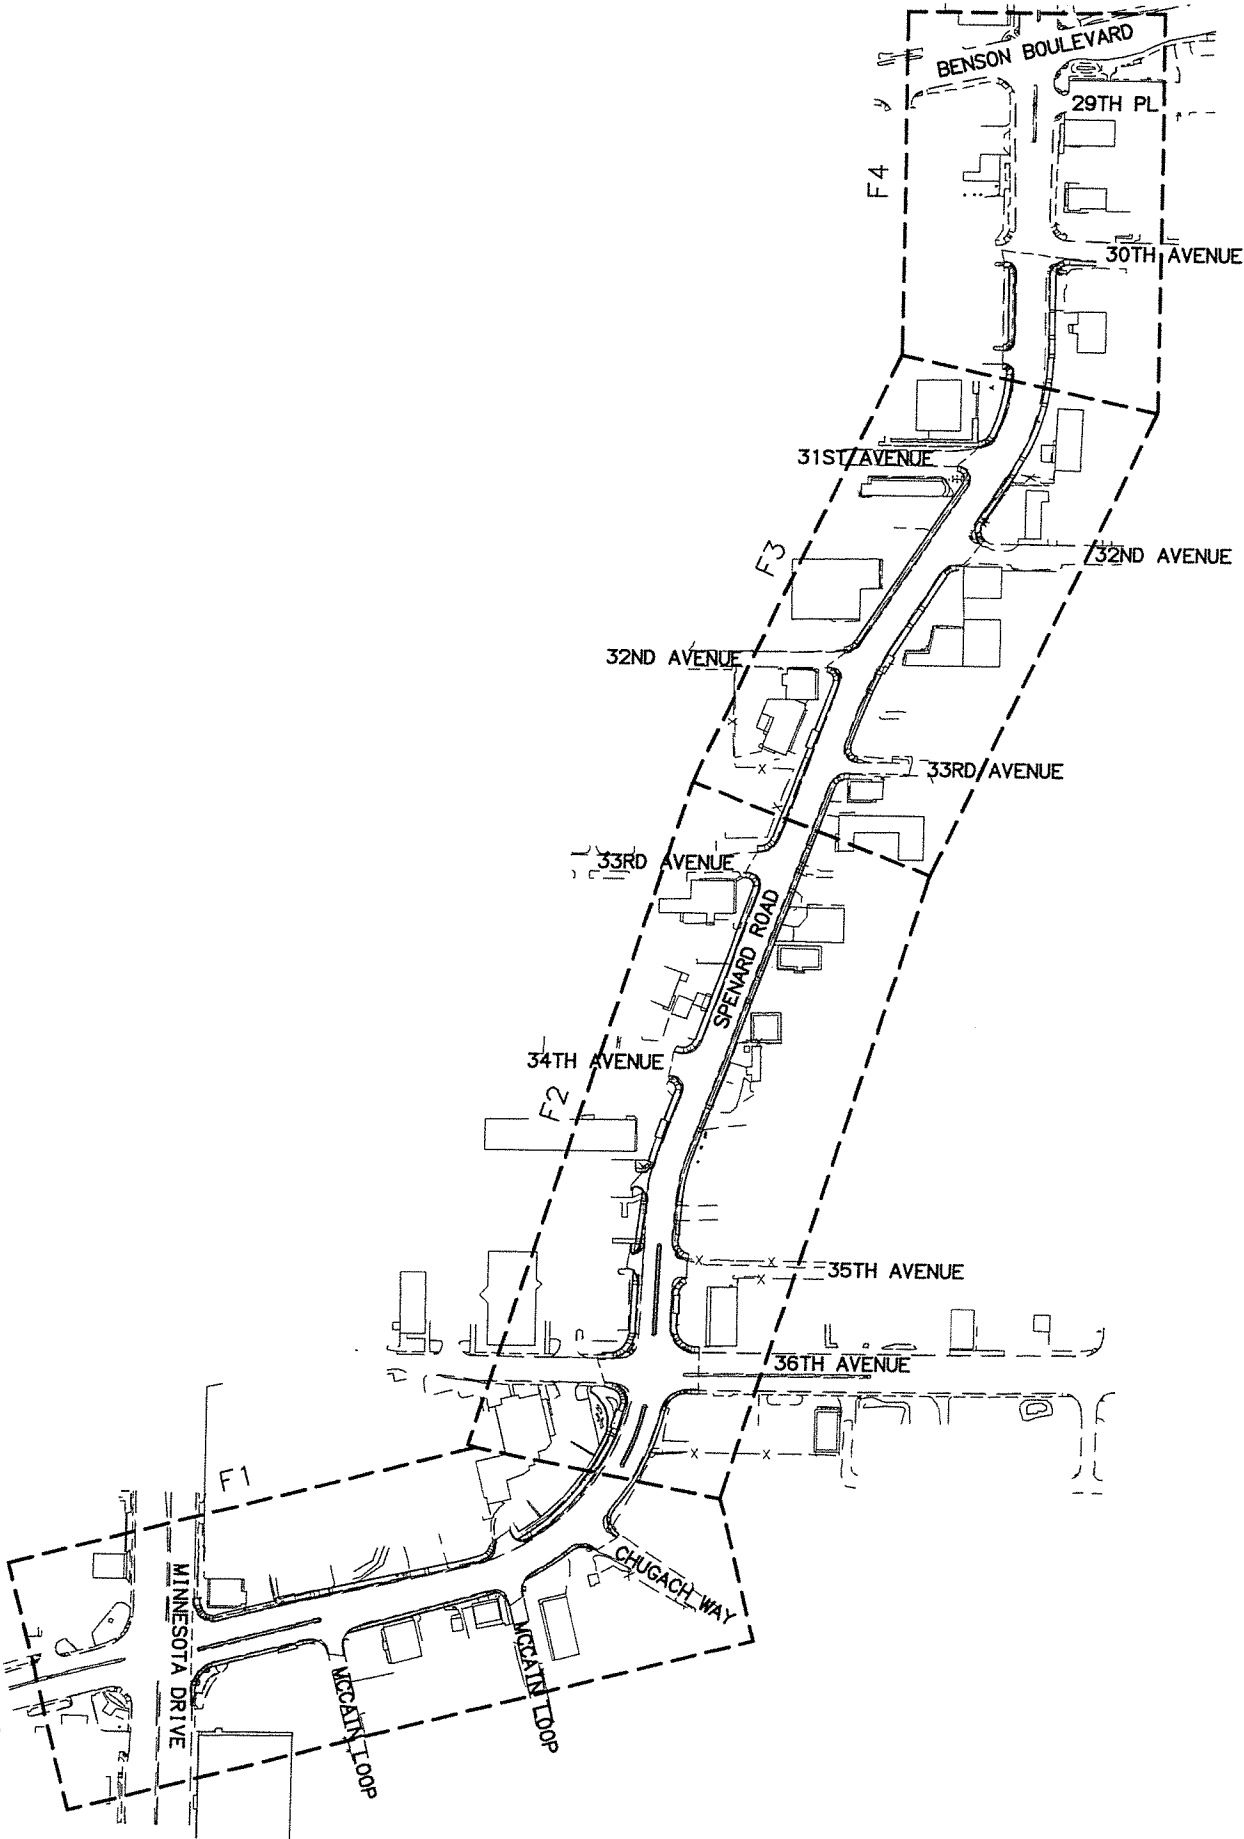 BENSON BOULEVARD
29TH PL
F4
30TH AVENUE
31ST AVENUE
F3
32ND AVENUE
32ND AVENUE
33RD AVENUE
33RD AVENUE
SPENARD ROAD
34TH AVENUE
F2
35TH AVENUE
36TH AVENUE
F1
CHUGACH WAY
MINNESOTA DRIVE
MCCAIN LOOP
MCCAIN LOOP